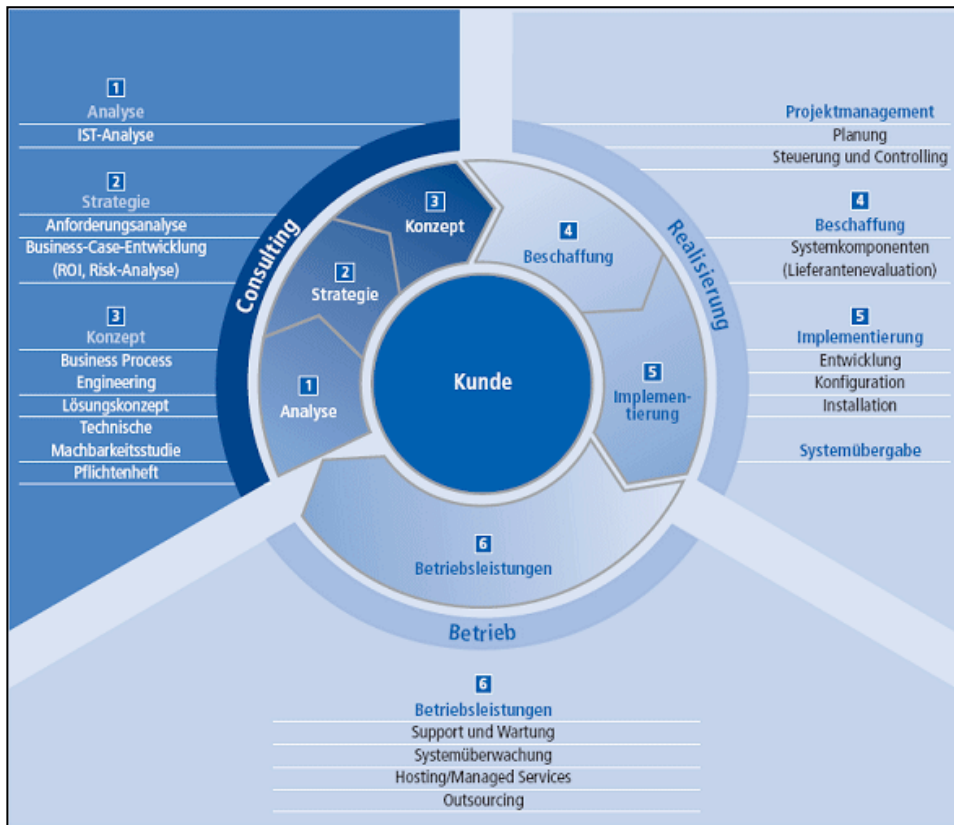 1
Analyse
IST-Analyse
2
Strategie
Anforderungsanalyse
Business-Case-Entwicklung
(ROI, Risk-Analyse)
3
Konzept
Business Process
Engineering
Lösungskonzept
Technische
Machbarkeitsstudie
Pflichtenheft
Consulting
1
Analyse
2
Strategie
3
Konzept
4
Beschaffung
5
Implemen-
tierung
Kunde
6
Betriebsleistungen
Realisierung
Betrieb
Projektmanagement
Planung
Steuerung und Controlling
4
Beschaffung
Systemkomponenten
(Lieferantenevaluation)
5
Implementierung
Entwicklung
Konfiguration
Installation
Systemübergabe
6
Betriebsleistungen
Support und Wartung
Systemüberwachung
Hosting/Managed Services
Outsourcing